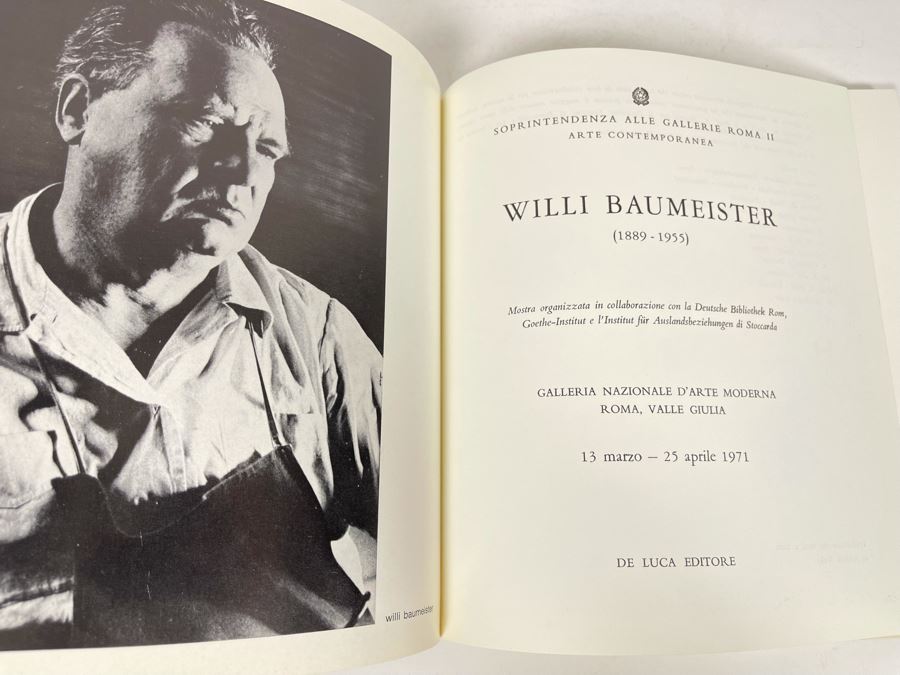 willi baumeister
SOPRINTENDENZA ALLE GALLERIE ROMA II
ARTE CONTEMPORANEA
WILLI BAUMEISTER
(1889 - 1955)
Mostra organizzata in collaborazione con la Deutsche Bibliothek Rom,
Goethe-Institut e l'Institut für Auslandsbeziehungen di Stoccarda
GALLERIA NAZIONALE D'ARTE MODERNA
ROMA, VALLE GIULIA
13 marzo – 25 aprile 1971
DE LUCA EDITORE